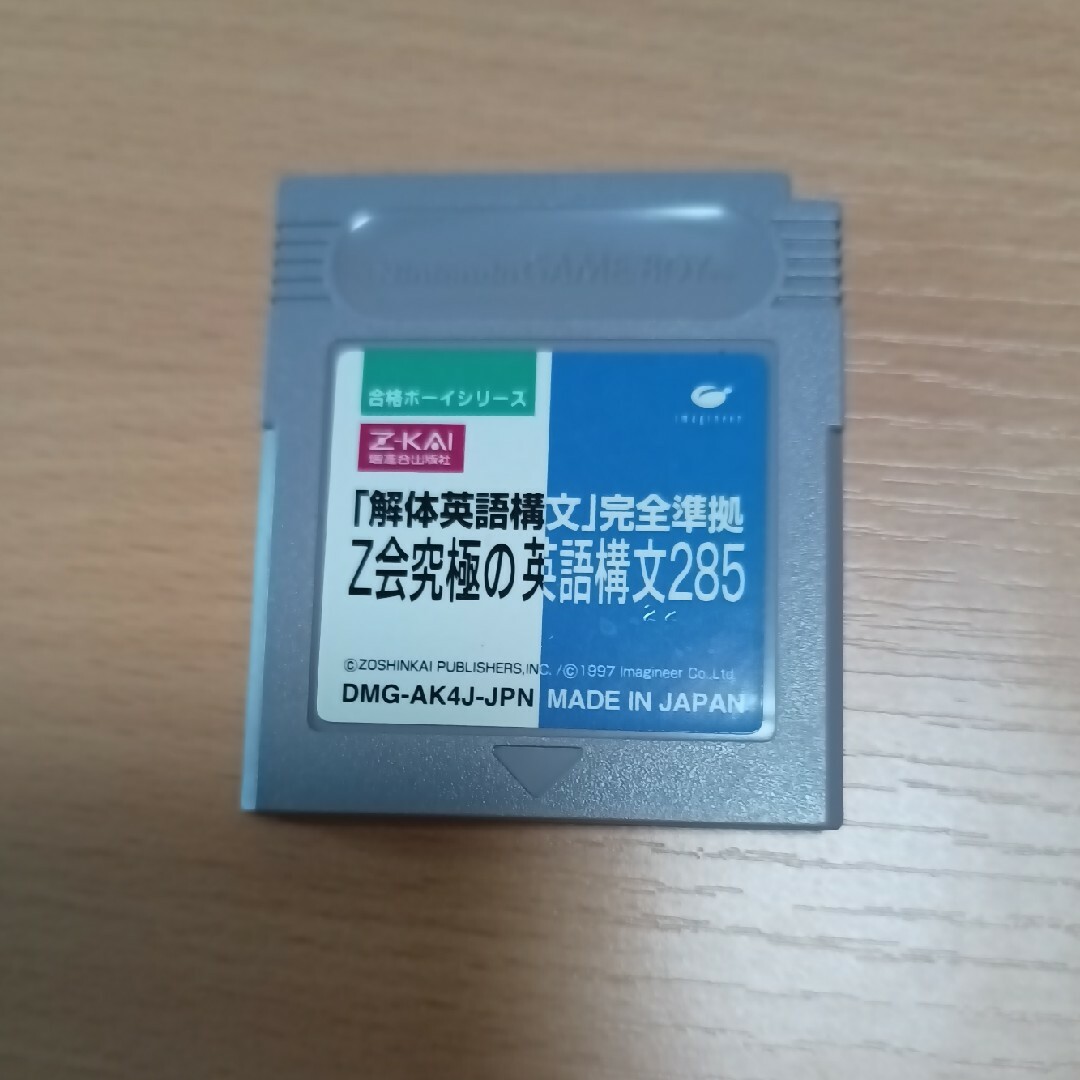 合格ボーイシリーズ
imagineer
Z-KAI
増進会出版社
「解体英語構文」完全準拠
Z会究極の英語構文285
©ZOSHINKAI PUBLISHERS,INC. /©1997 Imagineer Co.,Ltd.
DMG-AK4J-JPN MADE IN JAPAN